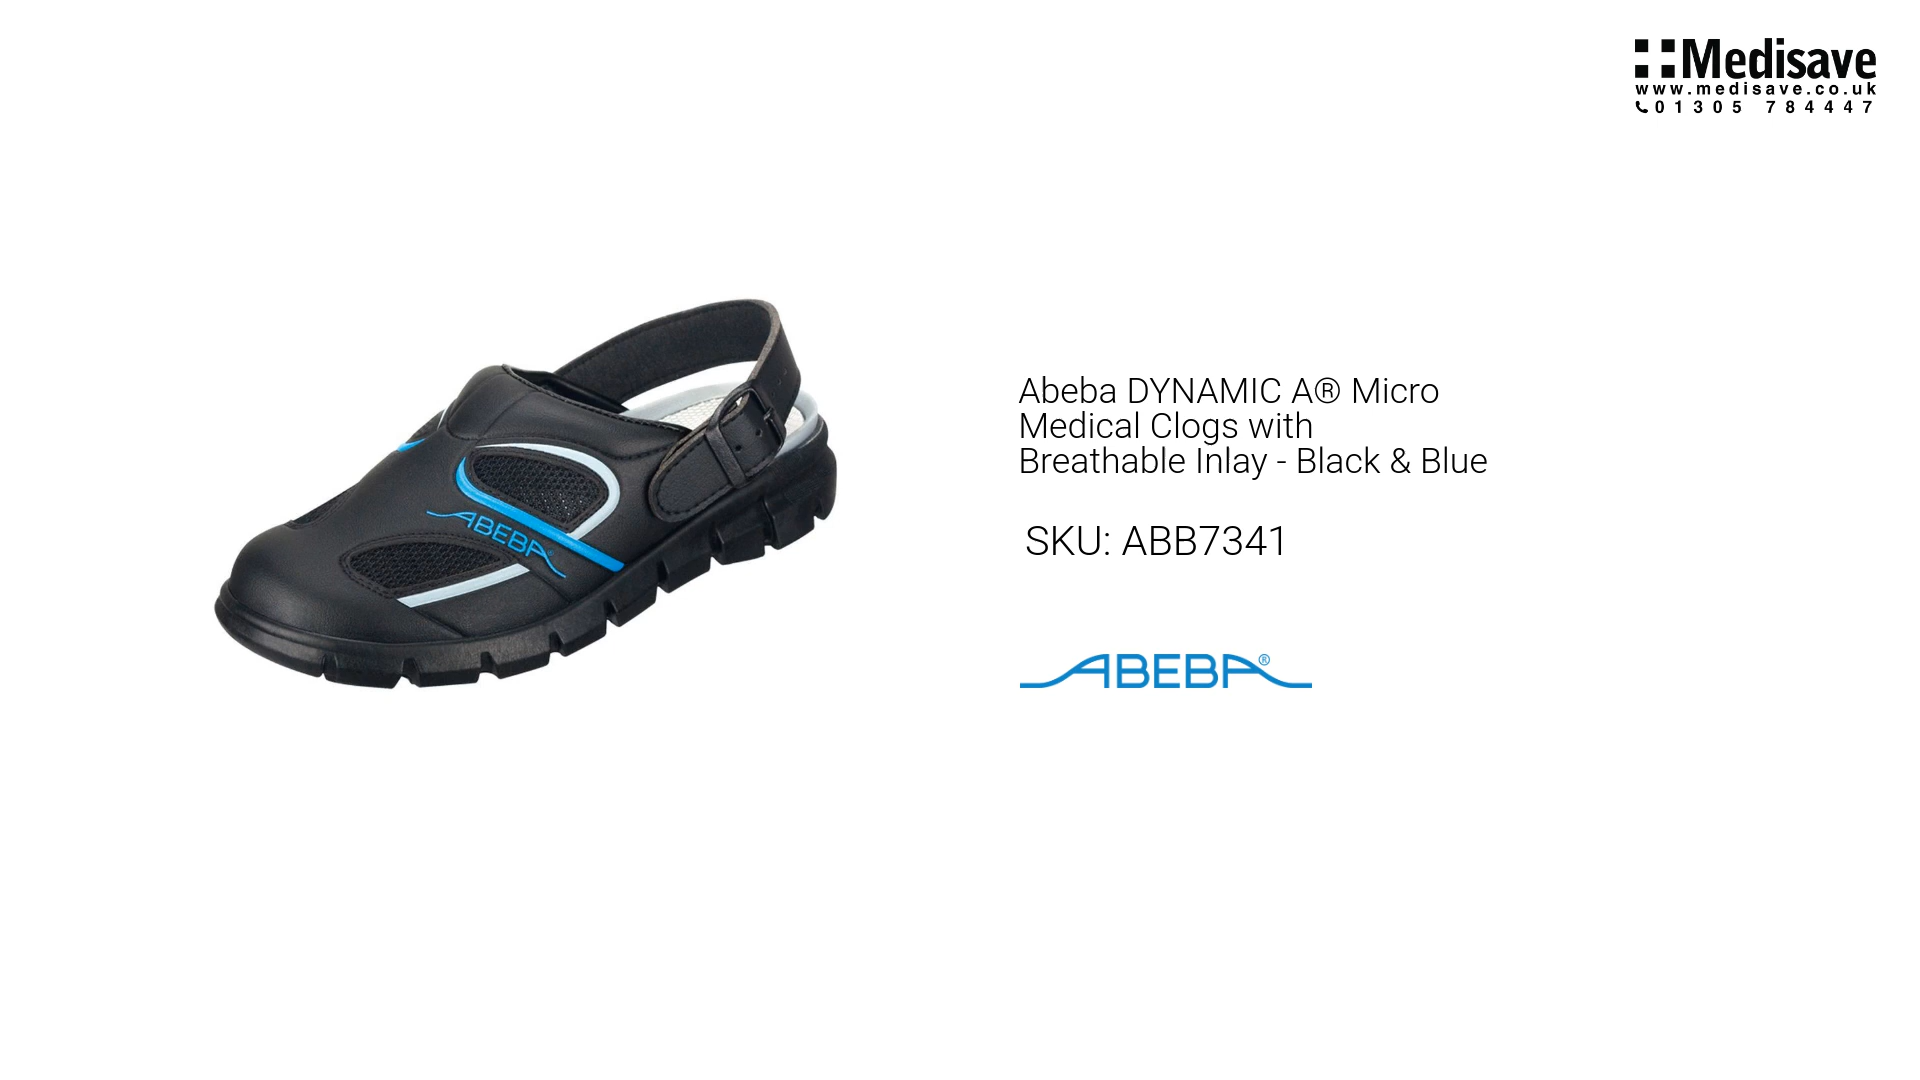 Medisave
www.medisave.co.uk
01305 784447
Abeba DYNAMIC A® Micro
Medical Clogs with
Breathable Inlay - Black & Blue
SKU: ABB7341
ABEBA®
ABEBA